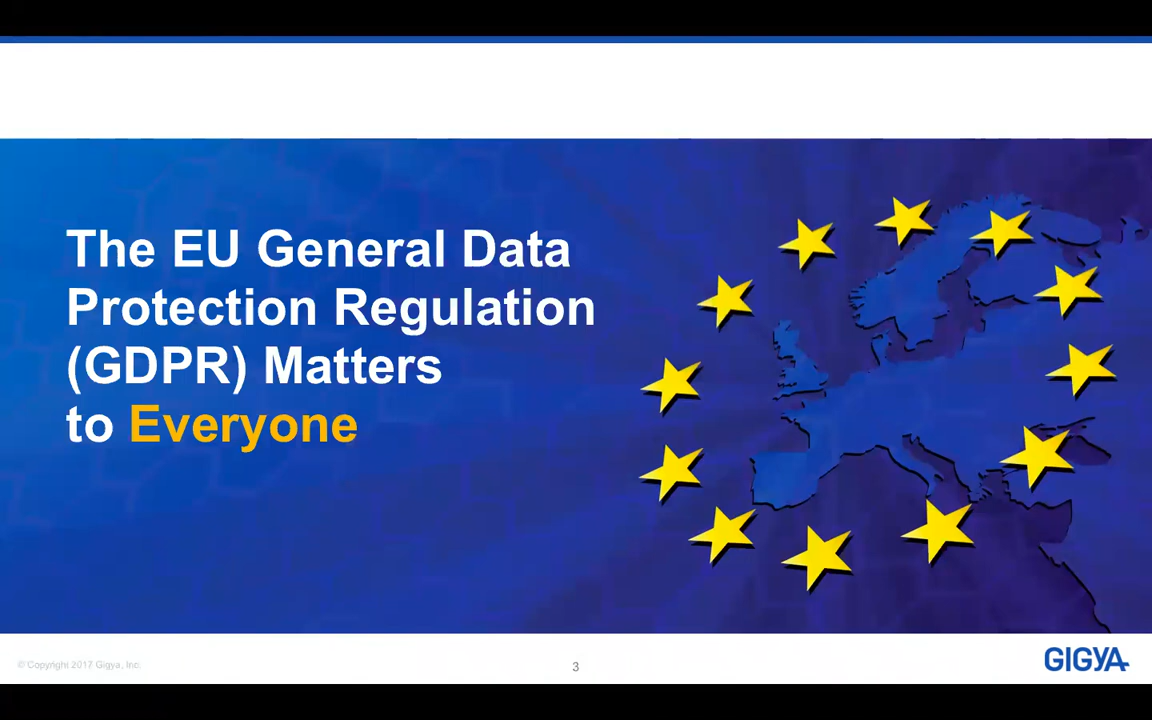 The EU General Data
Protection Regulation
(GDPR) Matters
to Everyone
© Copyright 2017 Gigya, Inc.
3
GIGYA